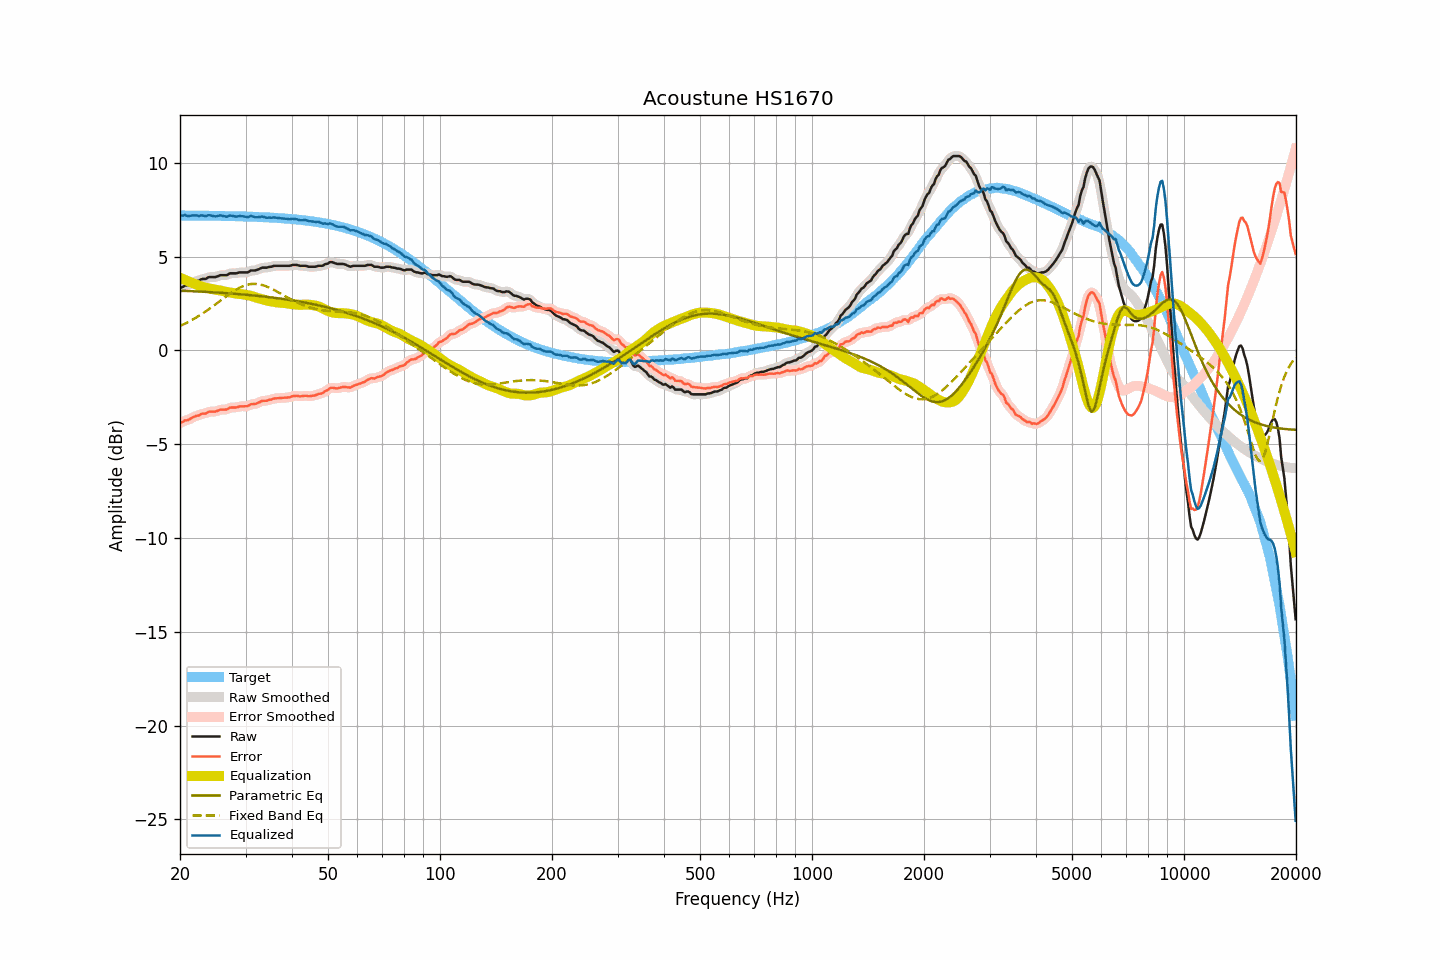 Acoustune HS1670
Amplitude (dBr)
10
5
0
−5
−10
−15
−20
−25
Target
Raw Smoothed
Error Smoothed
Raw
Error
Equalization
Parametric Eq
Fixed Band Eq
Equalized
20 50 100 200 500 1000 2000 5000 10000 20000
Frequency (Hz)